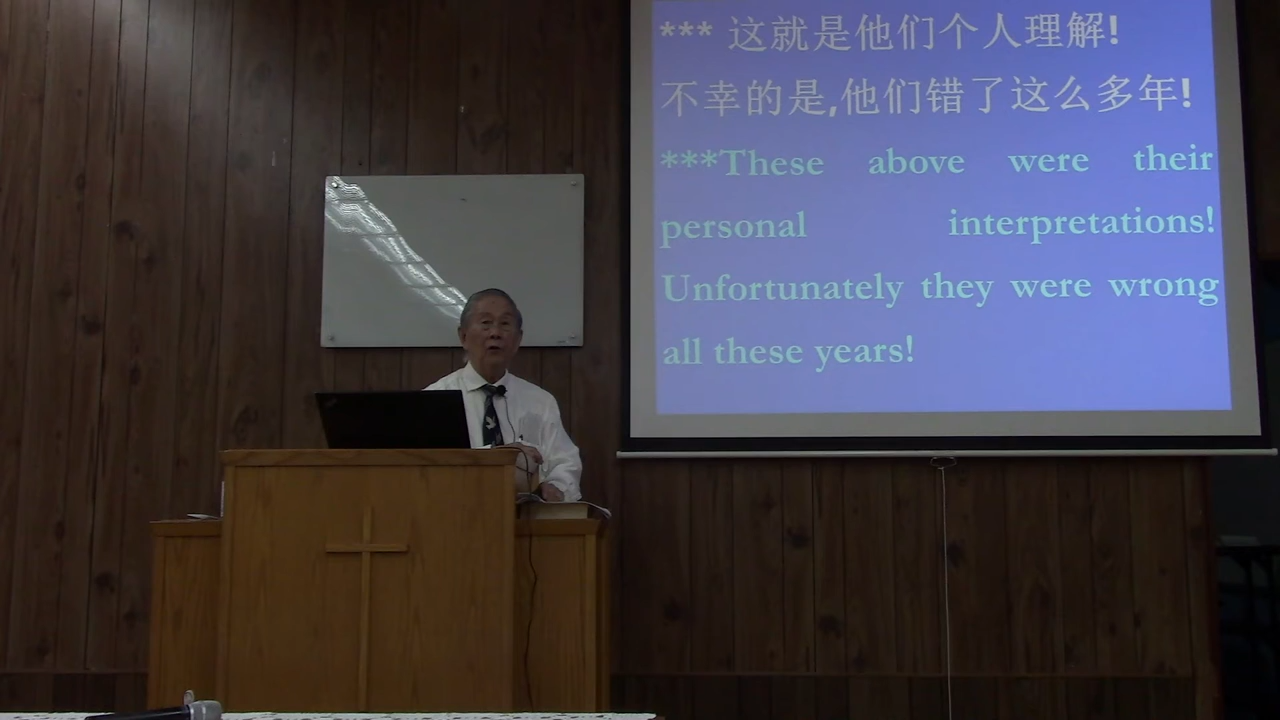 *** 这就是他们个人理解!
不幸的是,他们错了这么多年!
***These above were their
personal interpretations!
Unfortunately they were wrong
all these years!